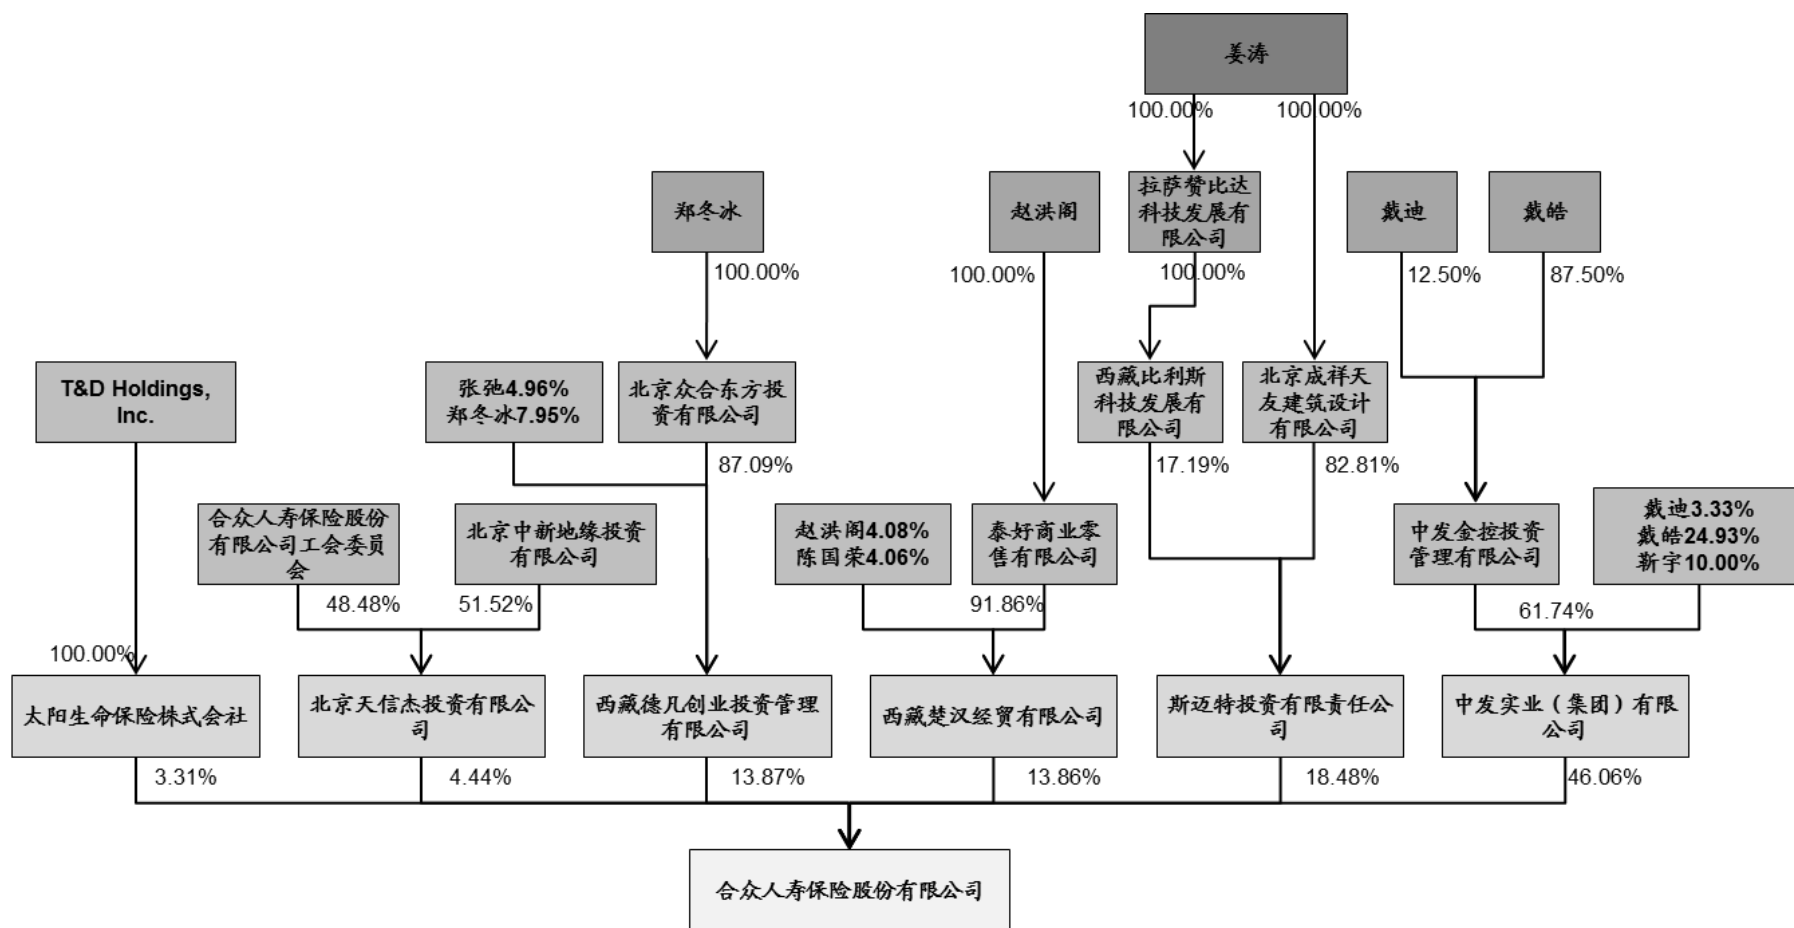 姜涛
100.00%
100.00%
郑冬冰
赵洪阁
拉萨赞比达
科技发展有
限公司
戴迪
戴皓
100.00%
100.00%
100.00%
12.50%
87.50%
T&D Holdings,
Inc.
张弛4.96%
郑冬冰7.95%
北京众合东方投
资有限公司
西藏比利斯
科技发展有
限公司
北京成祥天
友建筑设计
有限公司
87.09%
17.19%
82.81%
合众人寿保险股份
有限公司工会委员
会
北京中新地缘投资
有限公司
赵洪阁4.08%
陈国荣4.06%
泰好商业零
售有限公司
中发金控投资
管理有限公司
戴迪3.33%
戴皓24.93%
靳宇10.00%
48.48%
51.52%
91.86%
61.74%
100.00%
太阳生命保险株式会社
北京天信杰投资有限公
司
西藏德凡创业投资管理
有限公司
西藏楚汉经贸有限公司
斯迈特投资有限责任公
司
中发实业（集团）有限
公司
3.31%
4.44%
13.87%
13.86%
18.48%
46.06%
合众人寿保险股份有限公司